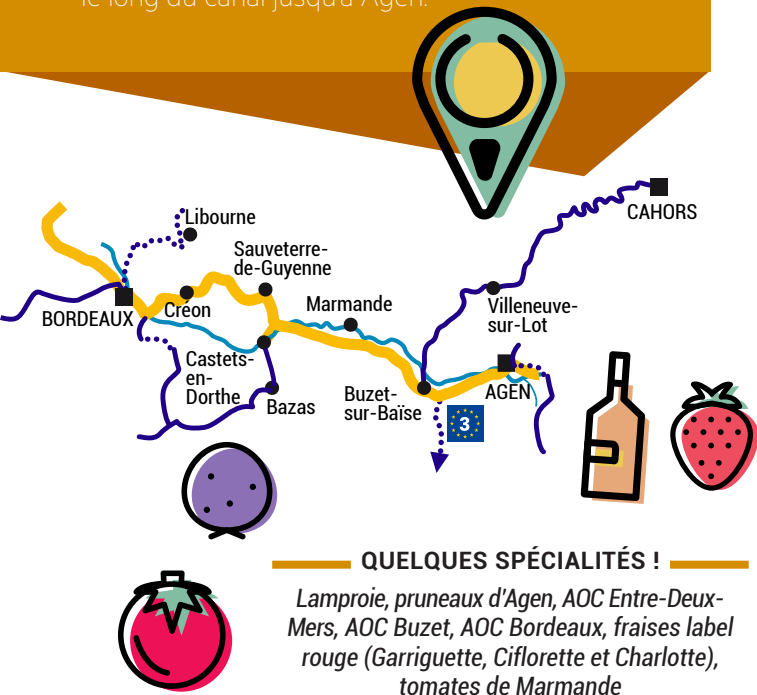 le long du canal jusqu'à Agen.
Libourne
CAHORS
Sauveterre-
de-Guyenne
Créon
BORDEAUX
Marmande
Villeneuve-
sur-Lot
Castets-
en-
Dorthe
Bazas
Buzet-
sur-Baïse
AGEN
3
QUELQUES SPÉCIALITÉS !
Lamproie, pruneaux d'Agen, AOC Entre-Deux-
Mers, AOC Buzet, AOC Bordeaux, fraises label
rouge (Garriguette, Ciflorette et Charlotte),
tomates de Marmande